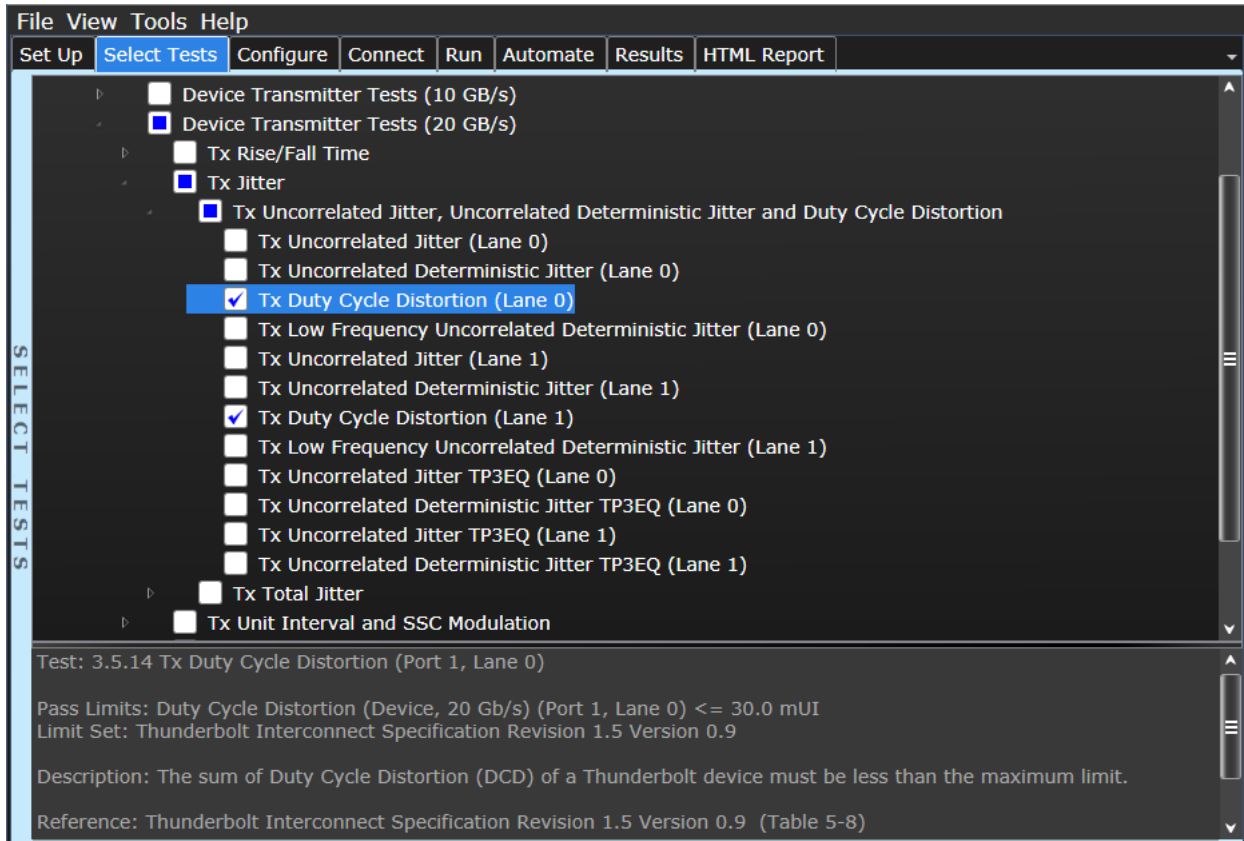 File View Tools Help
Set Up Select Tests Configure Connect Run Automate Results HTML Report
Device Transmitter Tests (10 GB/s)
Device Transmitter Tests (20 GB/s)
Tx Rise/Fall Time
Tx Jitter
Tx Uncorrelated Jitter, Uncorrelated Deterministic Jitter and Duty Cycle Distortion
Tx Uncorrelated Jitter (Lane 0)
Tx Uncorrelated Deterministic Jitter (Lane 0)
Tx Duty Cycle Distortion (Lane 0)
Tx Low Frequency Uncorrelated Deterministic Jitter (Lane 0)
Tx Uncorrelated Jitter (Lane 1)
Tx Uncorrelated Deterministic Jitter (Lane 1)
Tx Duty Cycle Distortion (Lane 1)
Tx Low Frequency Uncorrelated Deterministic Jitter (Lane 1)
Tx Uncorrelated Jitter TP3EQ (Lane 0)
Tx Uncorrelated Deterministic Jitter TP3EQ (Lane 0)
Tx Uncorrelated Jitter TP3EQ (Lane 1)
Tx Uncorrelated Deterministic Jitter TP3EQ (Lane 1)
Tx Total Jitter
Tx Unit Interval and SSC Modulation
SELECT TESTS
Test: 3.5.14 Tx Duty Cycle Distortion (Port 1, Lane 0)
Pass Limits: Duty Cycle Distortion (Device, 20 Gb/s) (Port 1, Lane 0) <= 30.0 mUI
Limit Set: Thunderbolt Interconnect Specification Revision 1.5 Version 0.9
Description: The sum of Duty Cycle Distortion (DCD) of a Thunderbolt device must be less than the maximum limit.
Reference: Thunderbolt Interconnect Specification Revision 1.5 Version 0.9 (Table 5-8)